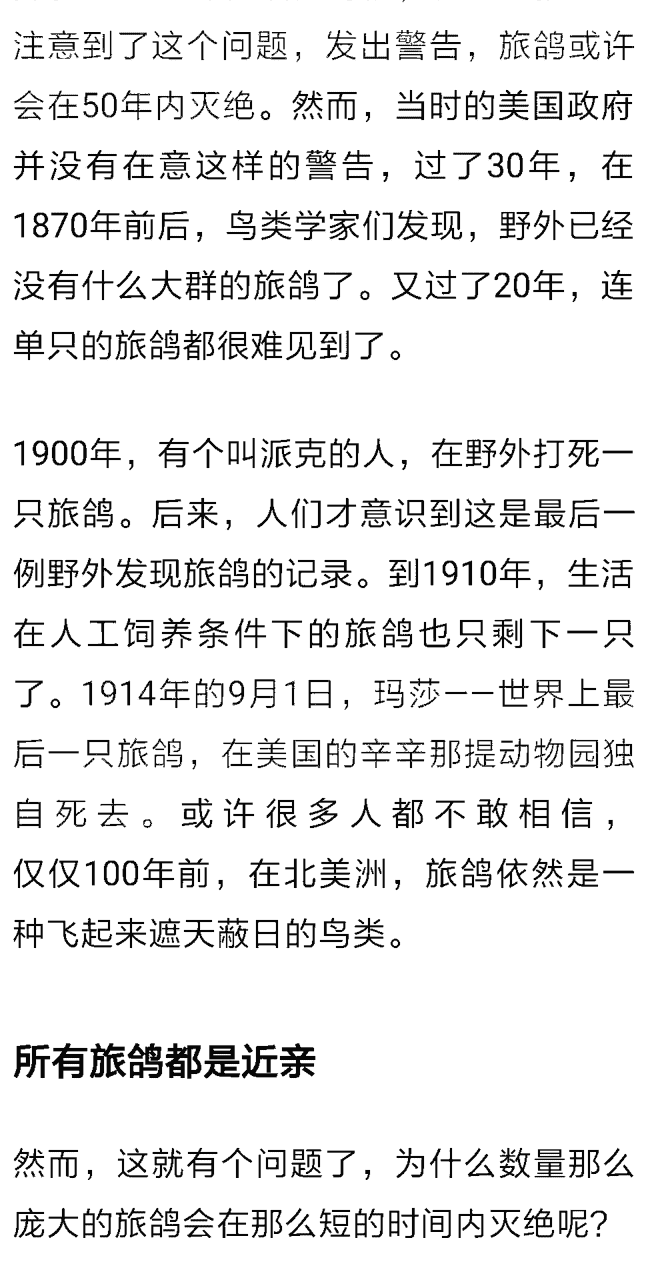 注意到了这个问题，发出警告，旅鸽或许
会在50年内灭绝。然而，当时的美国政府
并没有在意这样的警告，过了30年，在
1870年前后，鸟类学家们发现，野外已经
没有什么大群的旅鸽了。又过了20年，连
单只的旅鸽都很难见到了。
1900年，有个叫派克的人，在野外打死一
只旅鸽。后来，人们才意识到这是最后一
例野外发现旅鸽的记录。到1910年，生活
在人工饲养条件下的旅鸽也只剩下一只
了。1914年的9月1日，玛莎——世界上最
后一只旅鸽，在美国的辛辛那提动物园独
自死去。或许很多人都不敢相信，
仅仅100年前，在北美洲，旅鸽依然是一
种飞起来遮天蔽日的鸟类。
所有旅鸽都是近亲
然而，这就有个问题了，为什么数量那么
庞大的旅鸽会在那么短的时间内灭绝呢？